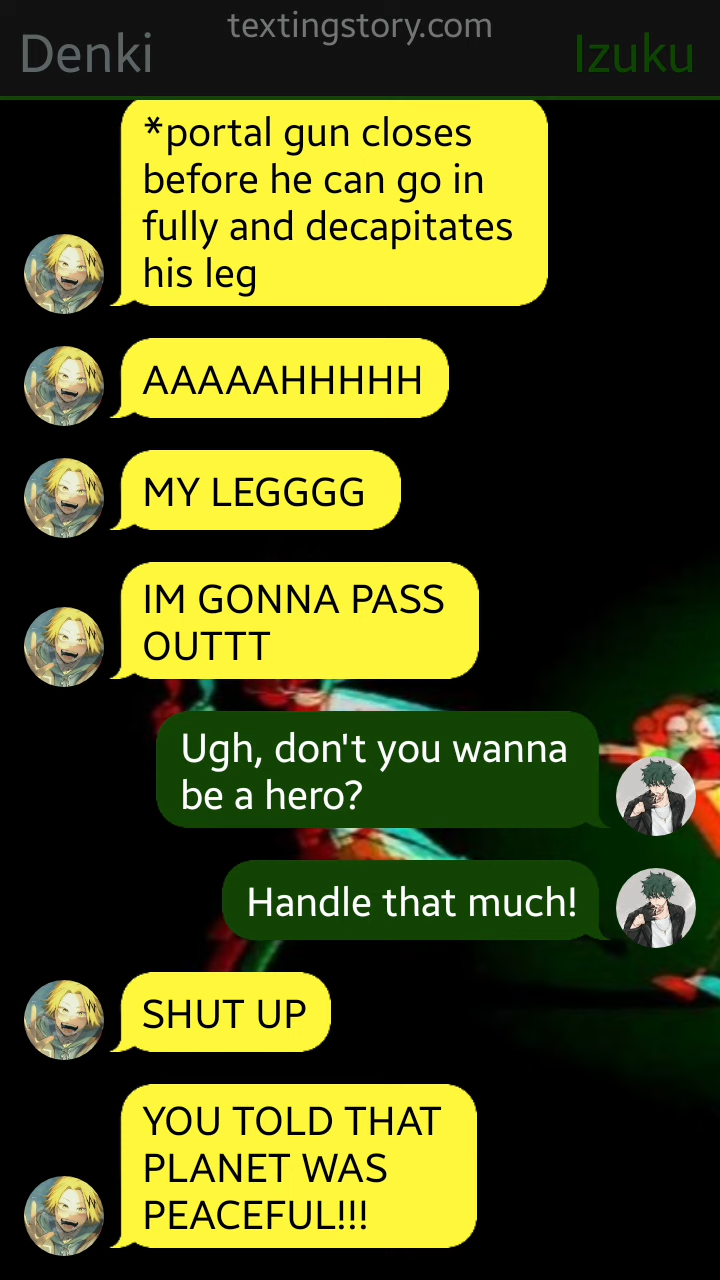 textingstory.com
Denki
Izuku
*portal gun closes
before he can go in
fully and decapitates
his leg
AAAAAHHHHH
MY LEGGGG
IM GONNA PASS
OUTTT
Ugh, don't you wanna
be a hero?
Handle that much!
SHUT UP
YOU TOLD THAT
PLANET WAS
PEACEFUL!!!